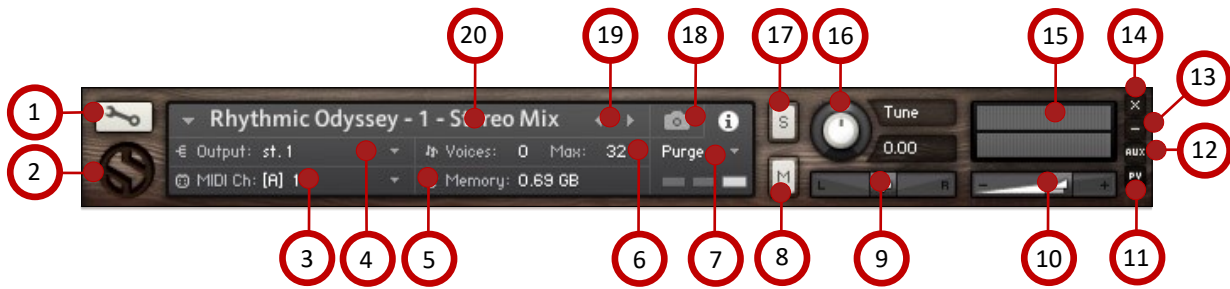 20 19 18 17 16 15 14
13
1
Rhythmic Odyssey - 1 - Stereo Mix i S Tune ×
Output: st.1 Voices: 0 Max: 32 Purge 0.00 AUX
12
2
MIDI Ch: [A] 1 Memory: 0.69 GB M L R - + PV
3 4 5 6 7 8 9 10 11